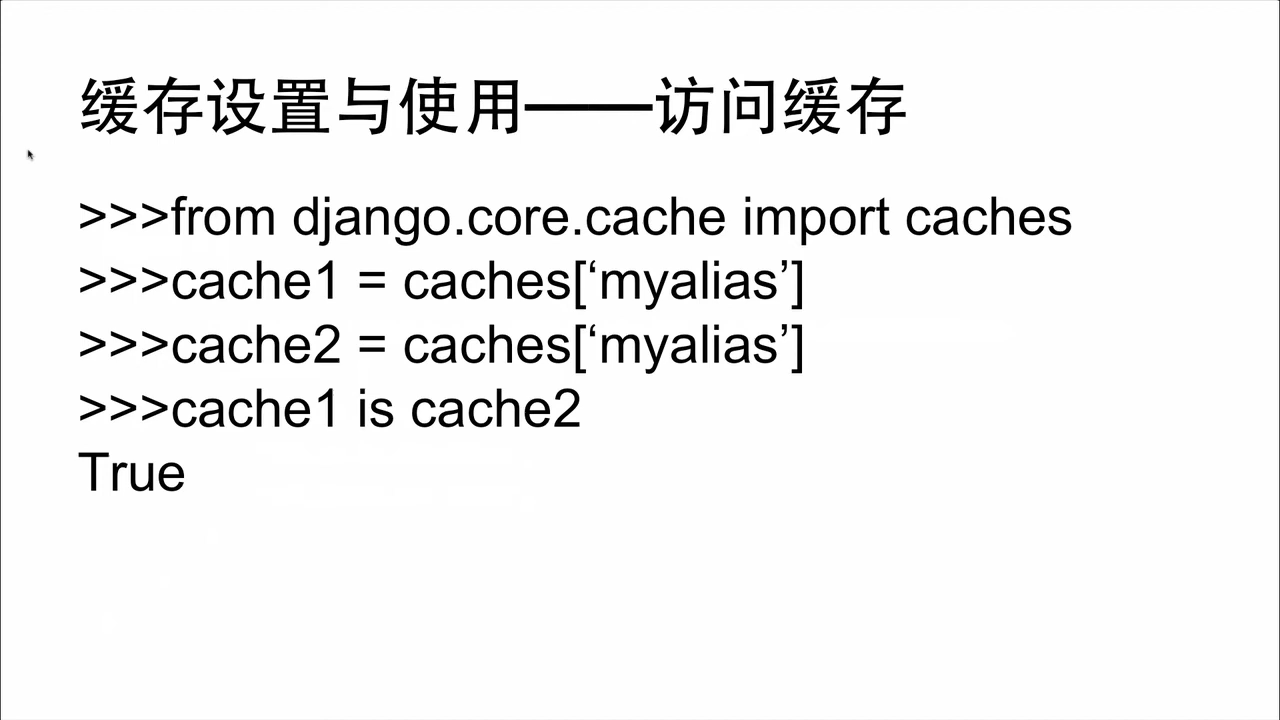 缓存设置与使用——访问缓存
>>>from django.core.cache import caches
>>>cache1 = caches[‘myalias’]
>>>cache2 = caches[‘myalias’]
>>>cache1 is cache2
True